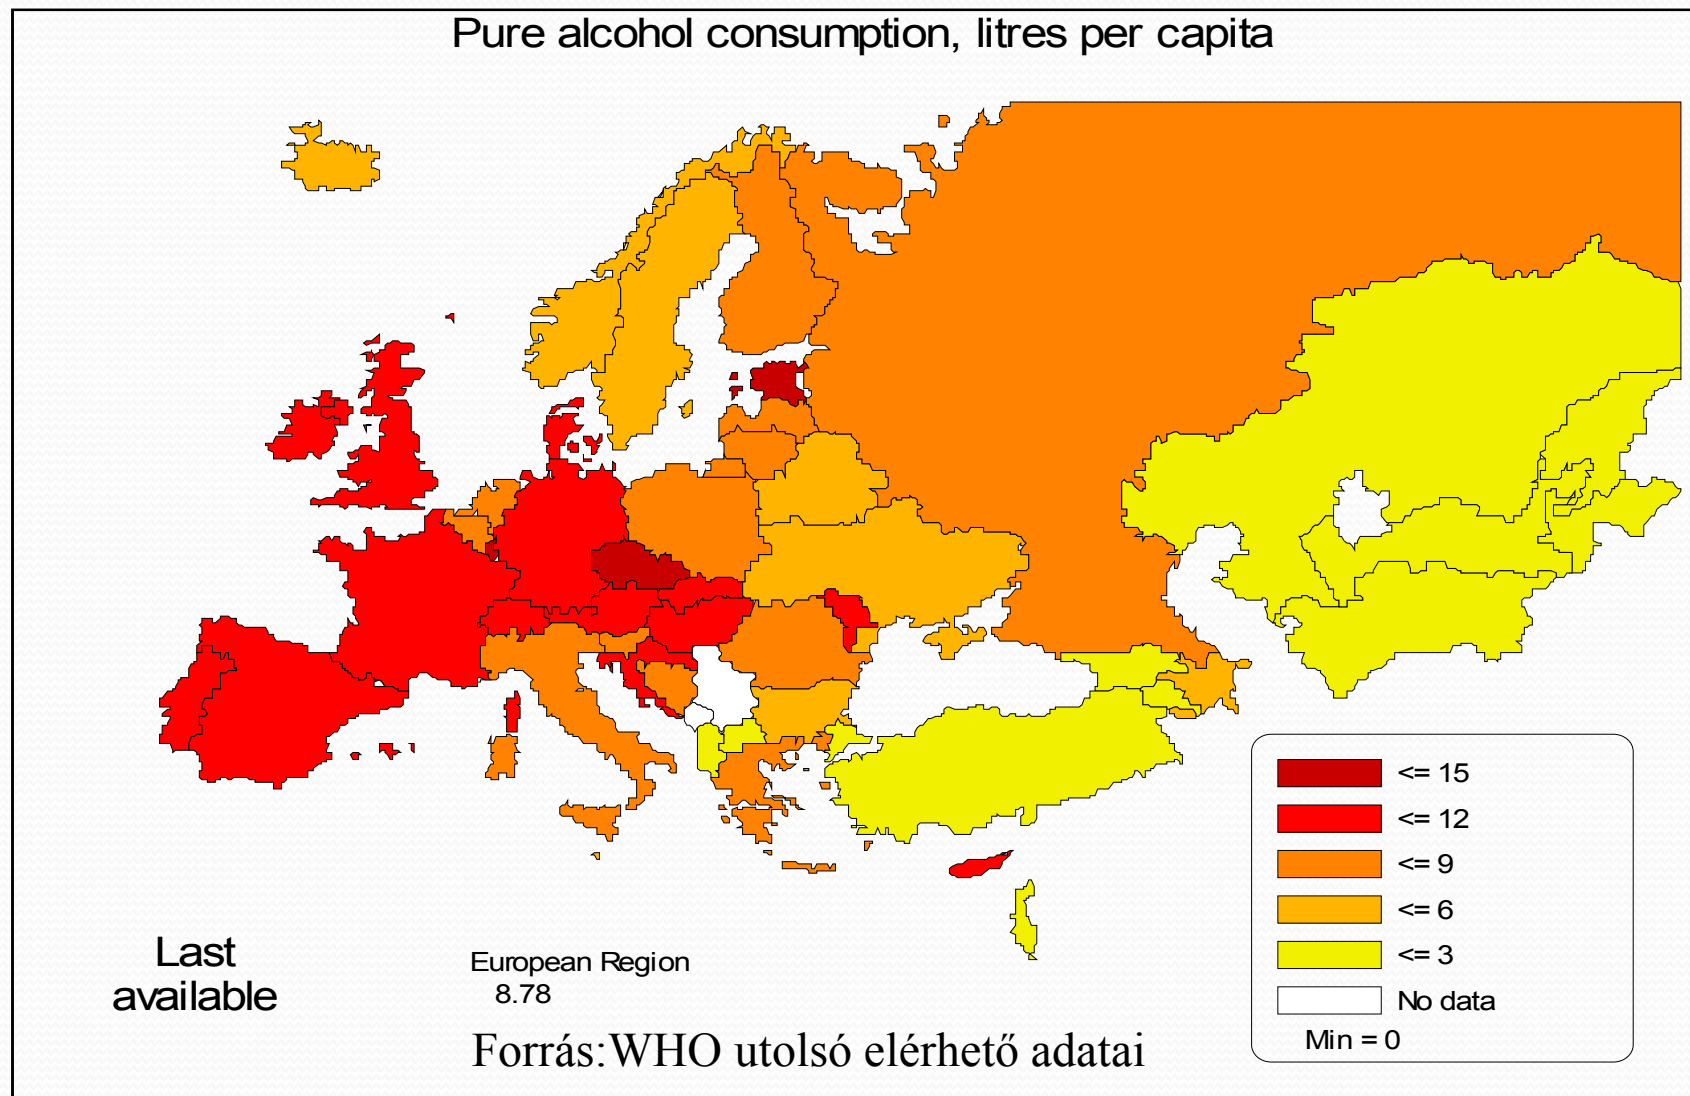 Pure alcohol consumption, litres per capita
<= 15
<= 12
<= 9
<= 6
<= 3
No data
Min = 0
Last
available
European Region
8.78
Forrás:WHO utolsó elérhető adatai